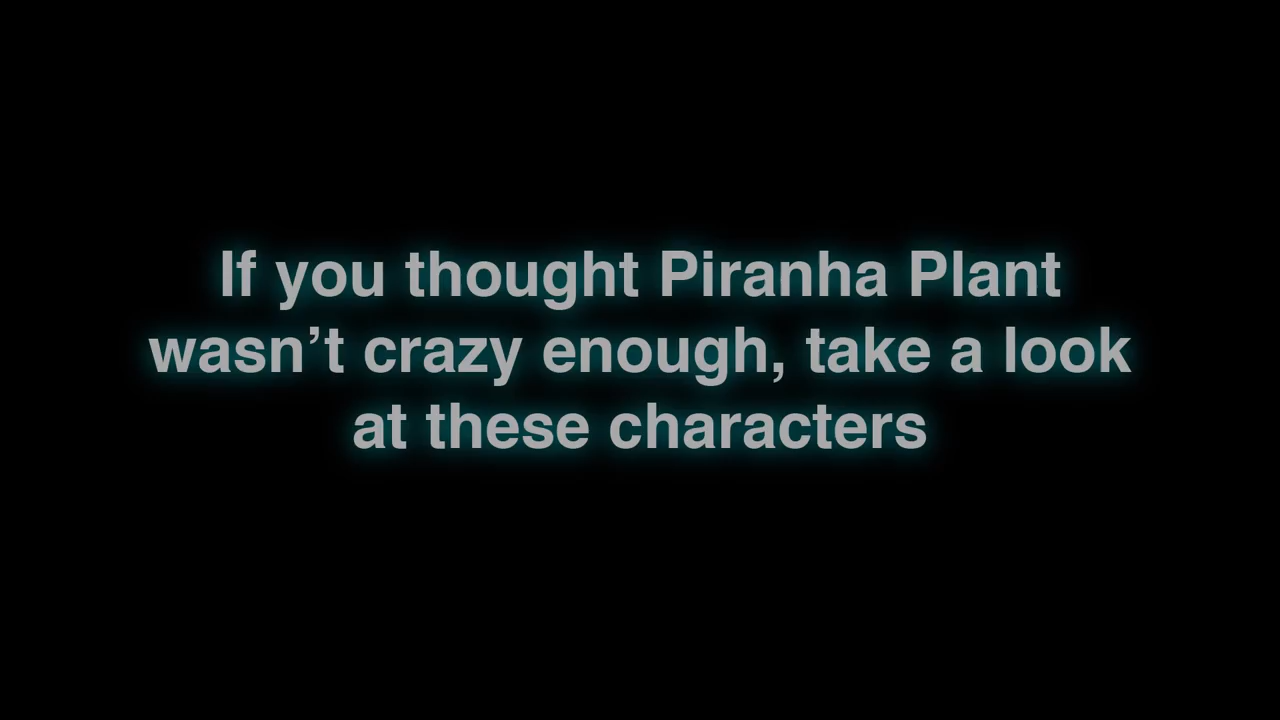 If you thought Piranha Plant
wasn’t crazy enough, take a look
at these characters